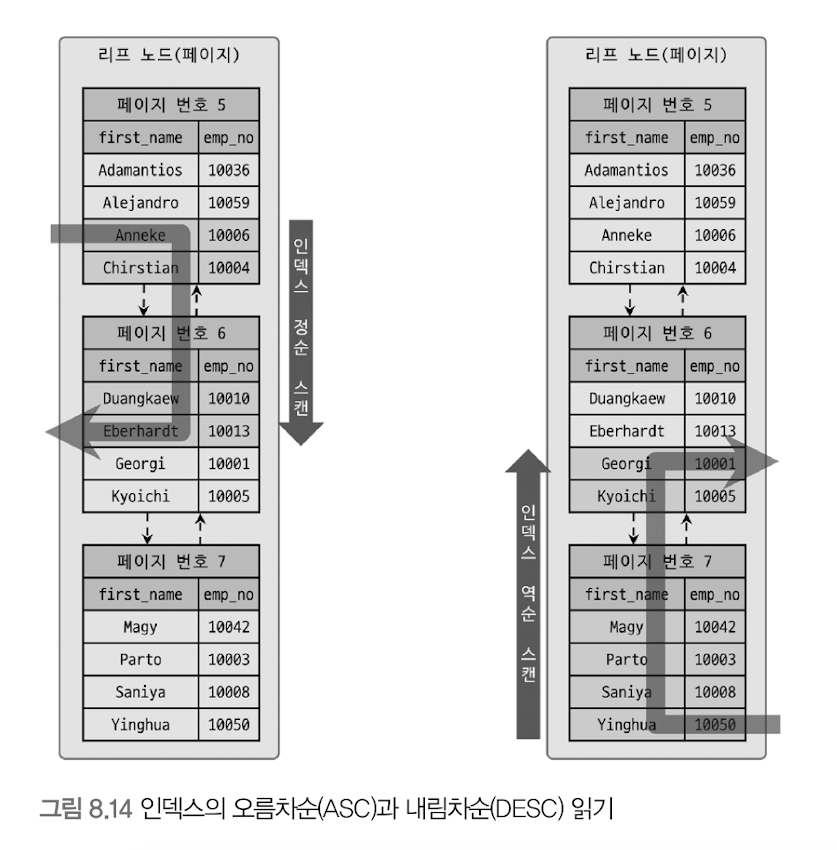 리프 노드(페이지)
페이지 번호 5
first_name emp_no
Adamantios 10036
Alejandro 10059
Anneke 10006
Chirstian 10004
페이지 번호 6
first_name emp_no
Duangkaew 10010
Eberhardt 10013
Georgi 10001
Kyoichi 10005
페이지 번호 7
first_name emp_no
Magy 10042
Parto 10003
Saniya 10008
Yinghua 10050
인덱스 정순 스캔
리프 노드(페이지)
페이지 번호 5
first_name emp_no
Adamantios 10036
Alejandro 10059
Anneke 10006
Chirstian 10004
페이지 번호 6
first_name emp_no
Duangkaew 10010
Eberhardt 10013
Georgi 10001
Kyoichi 10005
페이지 번호 7
first_name emp_no
Magy 10042
Parto 10003
Saniya 10008
Yinghua 10050
인덱스 역순 스캔
그림 8.14 인덱스의 오름차순(ASC)과 내림차순(DESC) 읽기